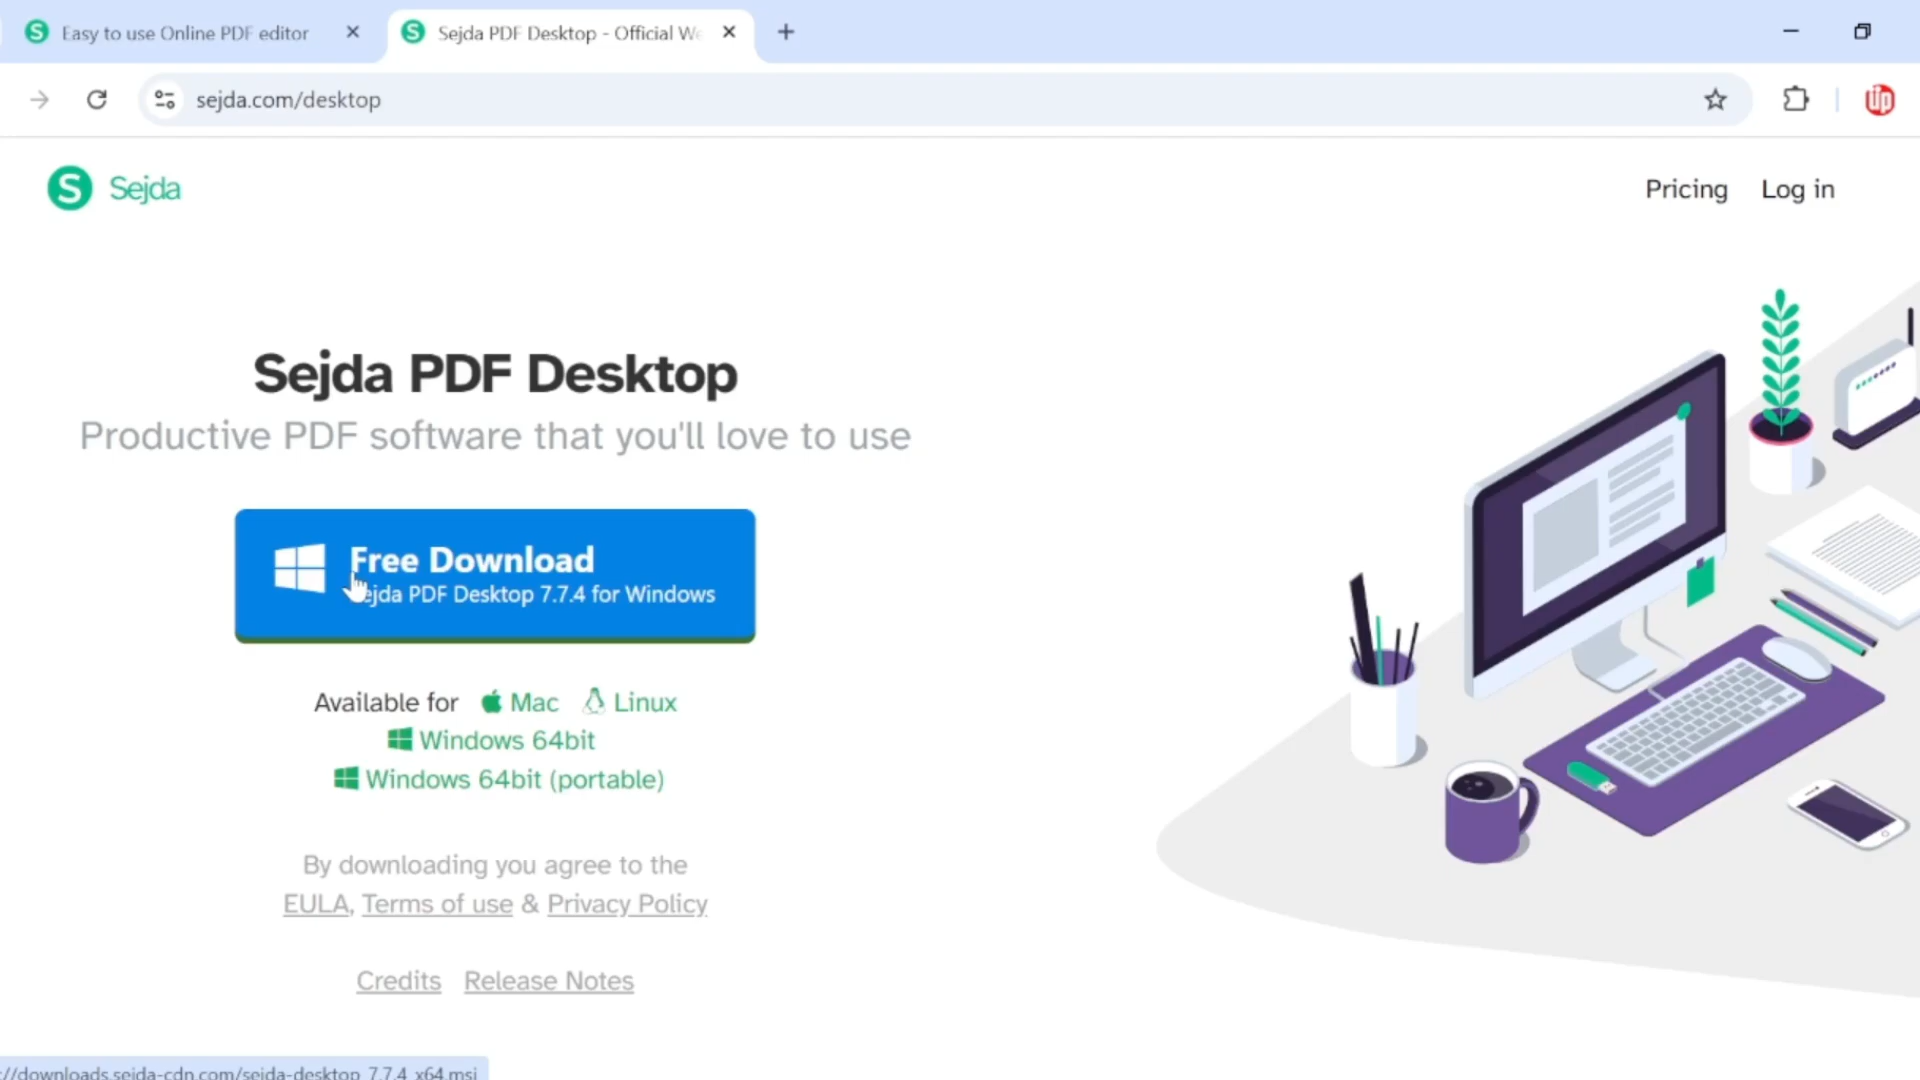 Easy to use Online PDF editor
Sejda PDF Desktop - Official We
sejda.com/desktop
Up
S Sejda
Pricing
Log in
Sejda PDF Desktop
Productive PDF software that you'll love to use
Free Download
Sejda PDF Desktop 7.7.4 for Windows
Available for Mac Linux
Windows 64bit
Windows 64bit (portable)
By downloading you agree to the
EULA, Terms of use & Privacy Policy
Credits Release Notes
://downloads.sejda-cdn.com/sejda-desktop_7.7.4_x64.msi